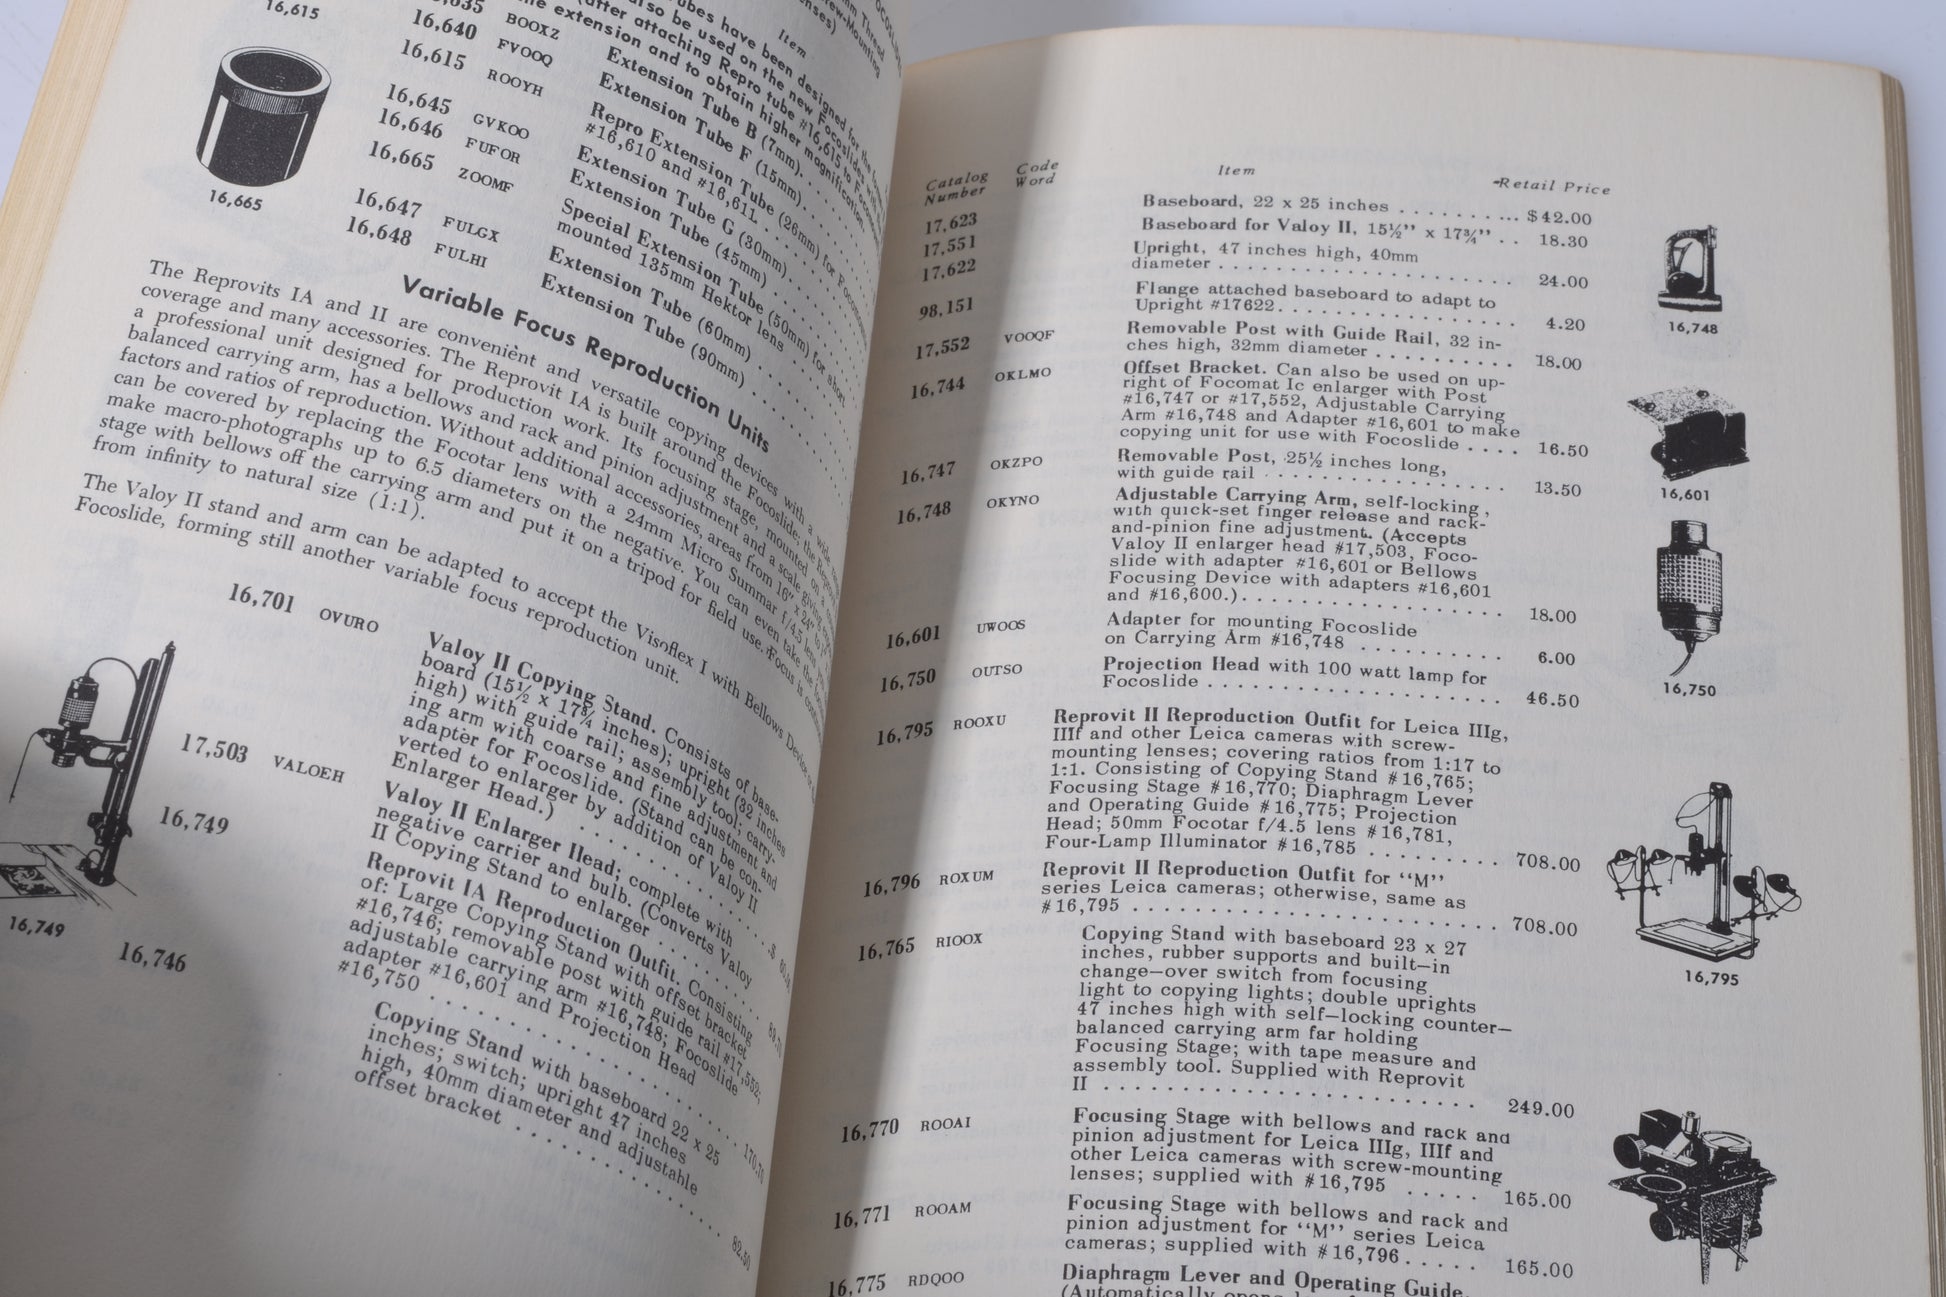 16,615
16,640
16,615
BOOXZ
FVOOQ
ROOYH
16,645
16,646
16,665
GVKOO
FUFOR
ZOOMF
16,647
16,648
FULGX
FULHI
16,665
Item
the extension and to obtain higher magnification.
Extension Tube B (7mm)
Extension Tube F (15mm)
Repro Extension Tube (26mm) for Focomats
#16,610 and #16,611
Extension Tube G (30mm)
Extension Tube (45mm)
Special Extension Tube (50mm) for short
mounted 135mm Hektor lens
Extension Tube (60mm)
Extension Tube (90mm)
Variable Focus Reproduction Units
The Reprovits IA and II are convenient and versatile copying devices with a wide
coverage and many accessories. The Reprovit IA is built around the Focoslide; the
a professional unit designed for production work. Its focusing stage, mounted on a
balanced carrying arm, has a bellows and rack and pinion adjustment and a scale giving
factors and ratios of reproduction. Without additional accessories, areas from 16" x 24" to
can be covered by replacing the Focotar lens with a 24mm Micro Summar f/4.5 lens
make macro-photographs up to 6.5 diameters on the negative. You can even take the
stage with bellows off the carrying arm and put it on a tripod for field use. Focus is
from infinity to natural size (1:1).
The Valoy II stand and arm can be adapted to accept the Visoflex I with Bellows Device
Focoslide, forming still another variable focus reproduction unit.
16,701 OVURO Valoy II Copying Stand. Consists of base-
board (15½ x 17¾ inches); upright (32 inches
high) with guide rail; assembly tool; carry-
ing arm with coarse and fine adjustment and
adapter for Focoslide. (Stand can be con-
verted to enlarger by addition of Valoy II
Enlarger Head.)
17,503 VALOEH Valoy II Enlarger Head; complete with
negative carrier and bulb. (Converts Valoy
II Copying Stand to enlarger
16,749 Reprovit IA Reproduction Outfit. Consisting
of: Large Copying Stand with offset bracket
#16,746; removable post with guide rail #17,552;
adjustable carrying arm #16,748; Focoslide
adapter #16,601 and Projection Head
#16,750 170.70
16,746 Copying Stand with baseboard 22 x 25
inches; switch; upright 47 inches
high, 40mm diameter and adjustable
offset bracket 82.50
16,749
Catalog Number Code Word Item Retail Price
17,623 Baseboard, 22 x 25 inches . . . . . . . . . . $42.00
17,551 Baseboard for Valoy II, 15½" x 17¾" . . 18.30
17,622 Upright, 47 inches high, 40mm
diameter . . . . . . . . . . . . . . . . . . . . 24.00
98,151 Flange attached baseboard to adapt to
Upright #17622. . . . . . . . . . . . . . . . . 4.20
17,552 VOOQF Removable Post with Guide Rail, 32 in-
ches high, 32mm diameter . . . . . . . . . . 18.00
16,744 OKLMO Offset Bracket. Can also be used on up-
right of Focomat Ic enlarger with Post
#16,747 or #17,552, Adjustable Carrying
Arm #16,748 and Adapter #16,601 to make
copying unit for use with Focoslide . . . . 16.50
16,747 OKZPO Removable Post, 25½ inches long,
with guide rail . . . . . . . . . . . . . . . . . 13.50
16,748 OKYNO Adjustable Carrying Arm, self-locking,
with quick-set finger release and rack-
and-pinion fine adjustment. (Accepts
Valoy II enlarger head #17,503, Foco-
slide with adapter #16,601 or Bellows
Focusing Device with adapters #16,601
and #16,600.). . . . . . . . . . . . . . . . . . 18.00
16,601 UWOOS Adapter for mounting Focoslide
on Carrying Arm #16,748 . . . . . . . . . . 6.00
16,750 OUTSO Projection Head with 100 watt lamp for
Focoslide . . . . . . . . . . . . . . . . . . . . 46.50
16,795 ROOXU Reprovit II Reproduction Outfit for Leica IIIg,
IIIf and other Leica cameras with screw-
mounting lenses; covering ratios from 1:17 to
1:1. Consisting of Copying Stand #16,765;
Focusing Stage #16,770; Diaphragm Lever
and Operating Guide #16,775; Projection
Head; 50mm Focotar f/4.5 lens #16,781,
Four-Lamp Illuminator #16,785 . . . . . . . . . 708.00
16,796 ROXUM Reprovit II Reproduction Outfit for "M"
series Leica cameras; otherwise, same as
#16,795 . . . . . . . . . . . . . . . . . . . . . . . . 708.00
16,765 RIOOX Copying Stand with baseboard 23 x 27
inches, rubber supports and built-in
change-over switch from focusing
light to copying lights; double uprights
47 inches high with self-locking counter-
balanced carrying arm far holding
Focusing Stage; with tape measure and
assembly tool. Supplied with Reprovit
II . . . . . . . . . . . . . . . . . . . . . . . . 249.00
16,770 ROOAI Focusing Stage with bellows and rack and
pinion adjustment for Leica IIIg, IIIf and
other Leica cameras with screw-mounting
lenses; supplied with #16,795 . . . . . 165.00
16,771 ROOAM Focusing Stage with bellows and rack and
pinion adjustment for "M" series Leica
cameras; supplied with #16,796. . . . . 165.00
16,775 RDQOO Diaphragm Lever and Operating Guide.
16,748
16,601
16,750
16,795